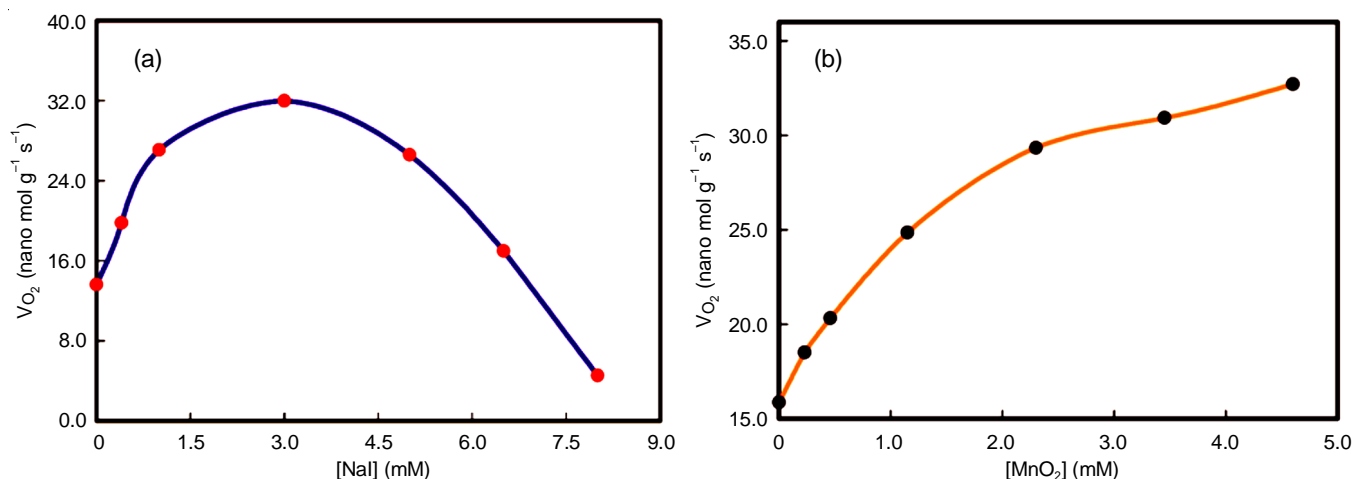 (a)
40.0
32.0
24.0
16.0
8.0
0.0
V_O₂ (nano mol g⁻¹ s⁻¹)
0 1.5 3.0 4.5 6.0 7.5 9.0
[NaI] (mM)
(b)
35.0
30.0
25.0
20.0
15.0
V_O₂ (nano mol g⁻¹ s⁻¹)
0 1.0 2.0 3.0 4.0 5.0
[MnO₂] (mM)